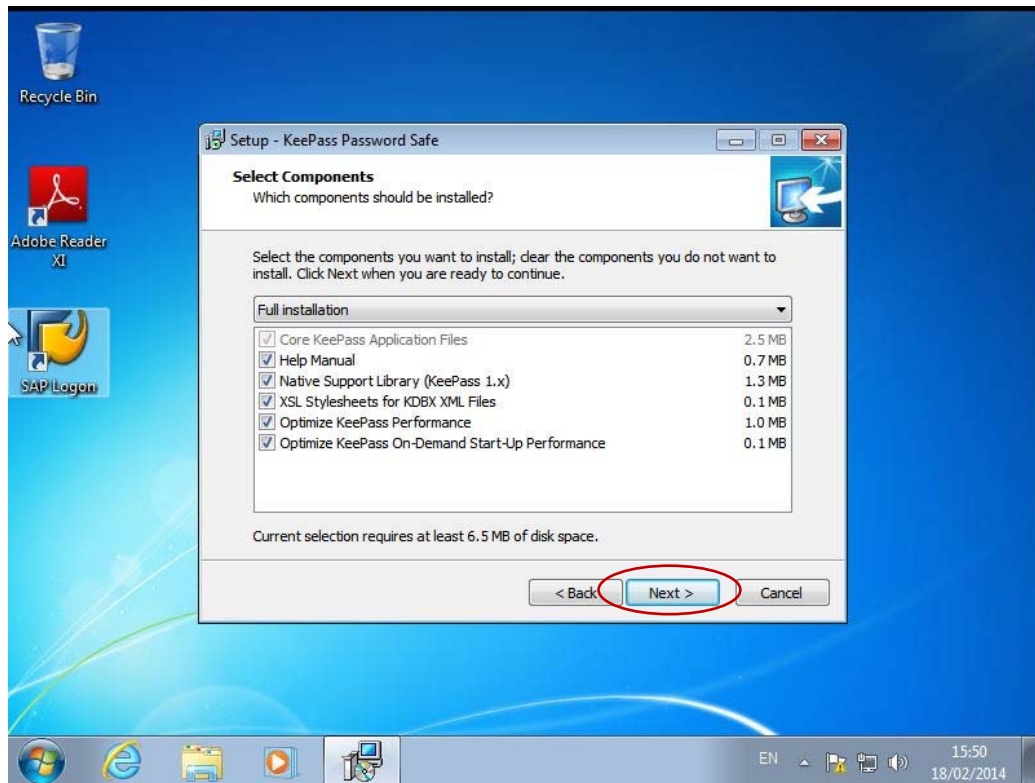 Recycle Bin
Adobe Reader
XI
SAP Logon
Setup - KeePass Password Safe
Select Components
Which components should be installed?
Select the components you want to install; clear the components you do not want to
install. Click Next when you are ready to continue.
Full installation
Core KeePass Application Files 2.5 MB
Help Manual 0.7 MB
Native Support Library (KeePass 1.x) 1.3 MB
XSL Stylesheets for KDBX XML Files 0.1 MB
Optimize KeePass Performance 1.0 MB
Optimize KeePass On-Demand Start-Up Performance 0.1 MB
Current selection requires at least 6.5 MB of disk space.
< Back Next > Cancel
EN 15:50
18/02/2014